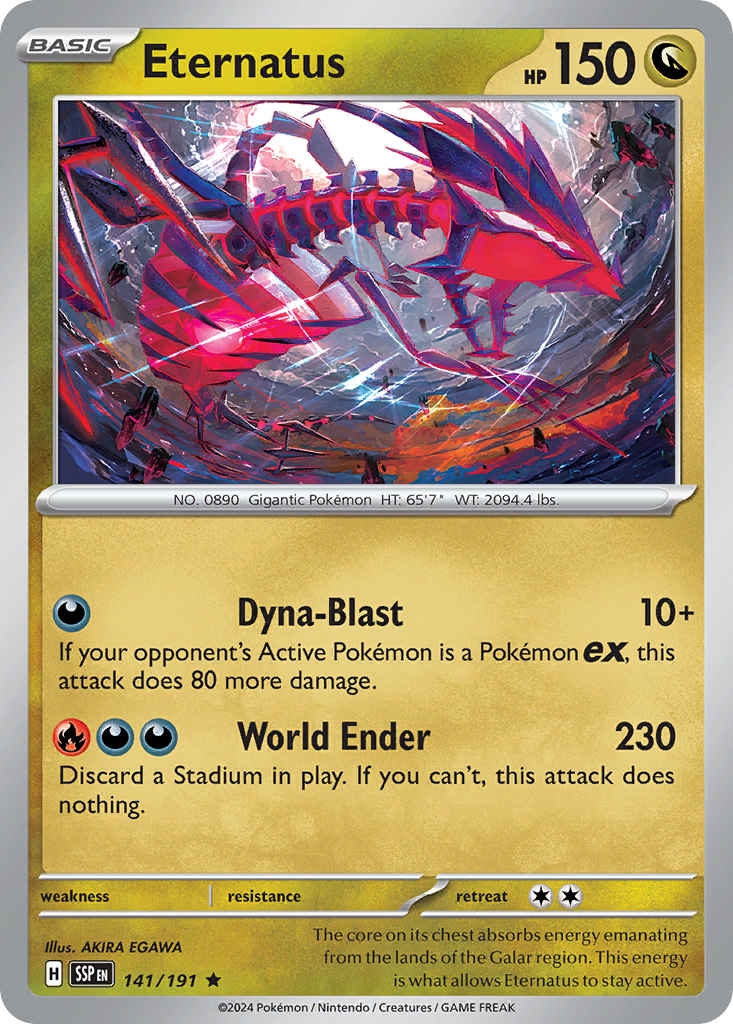 BASIC
Eternatus
HP 150
NO. 0890 Gigantic Pokémon HT: 65'7" WT: 2094.4 lbs.
Dyna-Blast 10+
If your opponent's Active Pokémon is a Pokémon ex, this
attack does 80 more damage.
World Ender 230
Discard a Stadium in play. If you can't, this attack does
nothing.
weakness resistance retreat
Illus. AKIRA EGAWA
H SSP EN 141/191 ★
The core on its chest absorbs energy emanating
from the lands of the Galar region. This energy
is what allows Eternatus to stay active.
©2024 Pokémon / Nintendo / Creatures / GAME FREAK